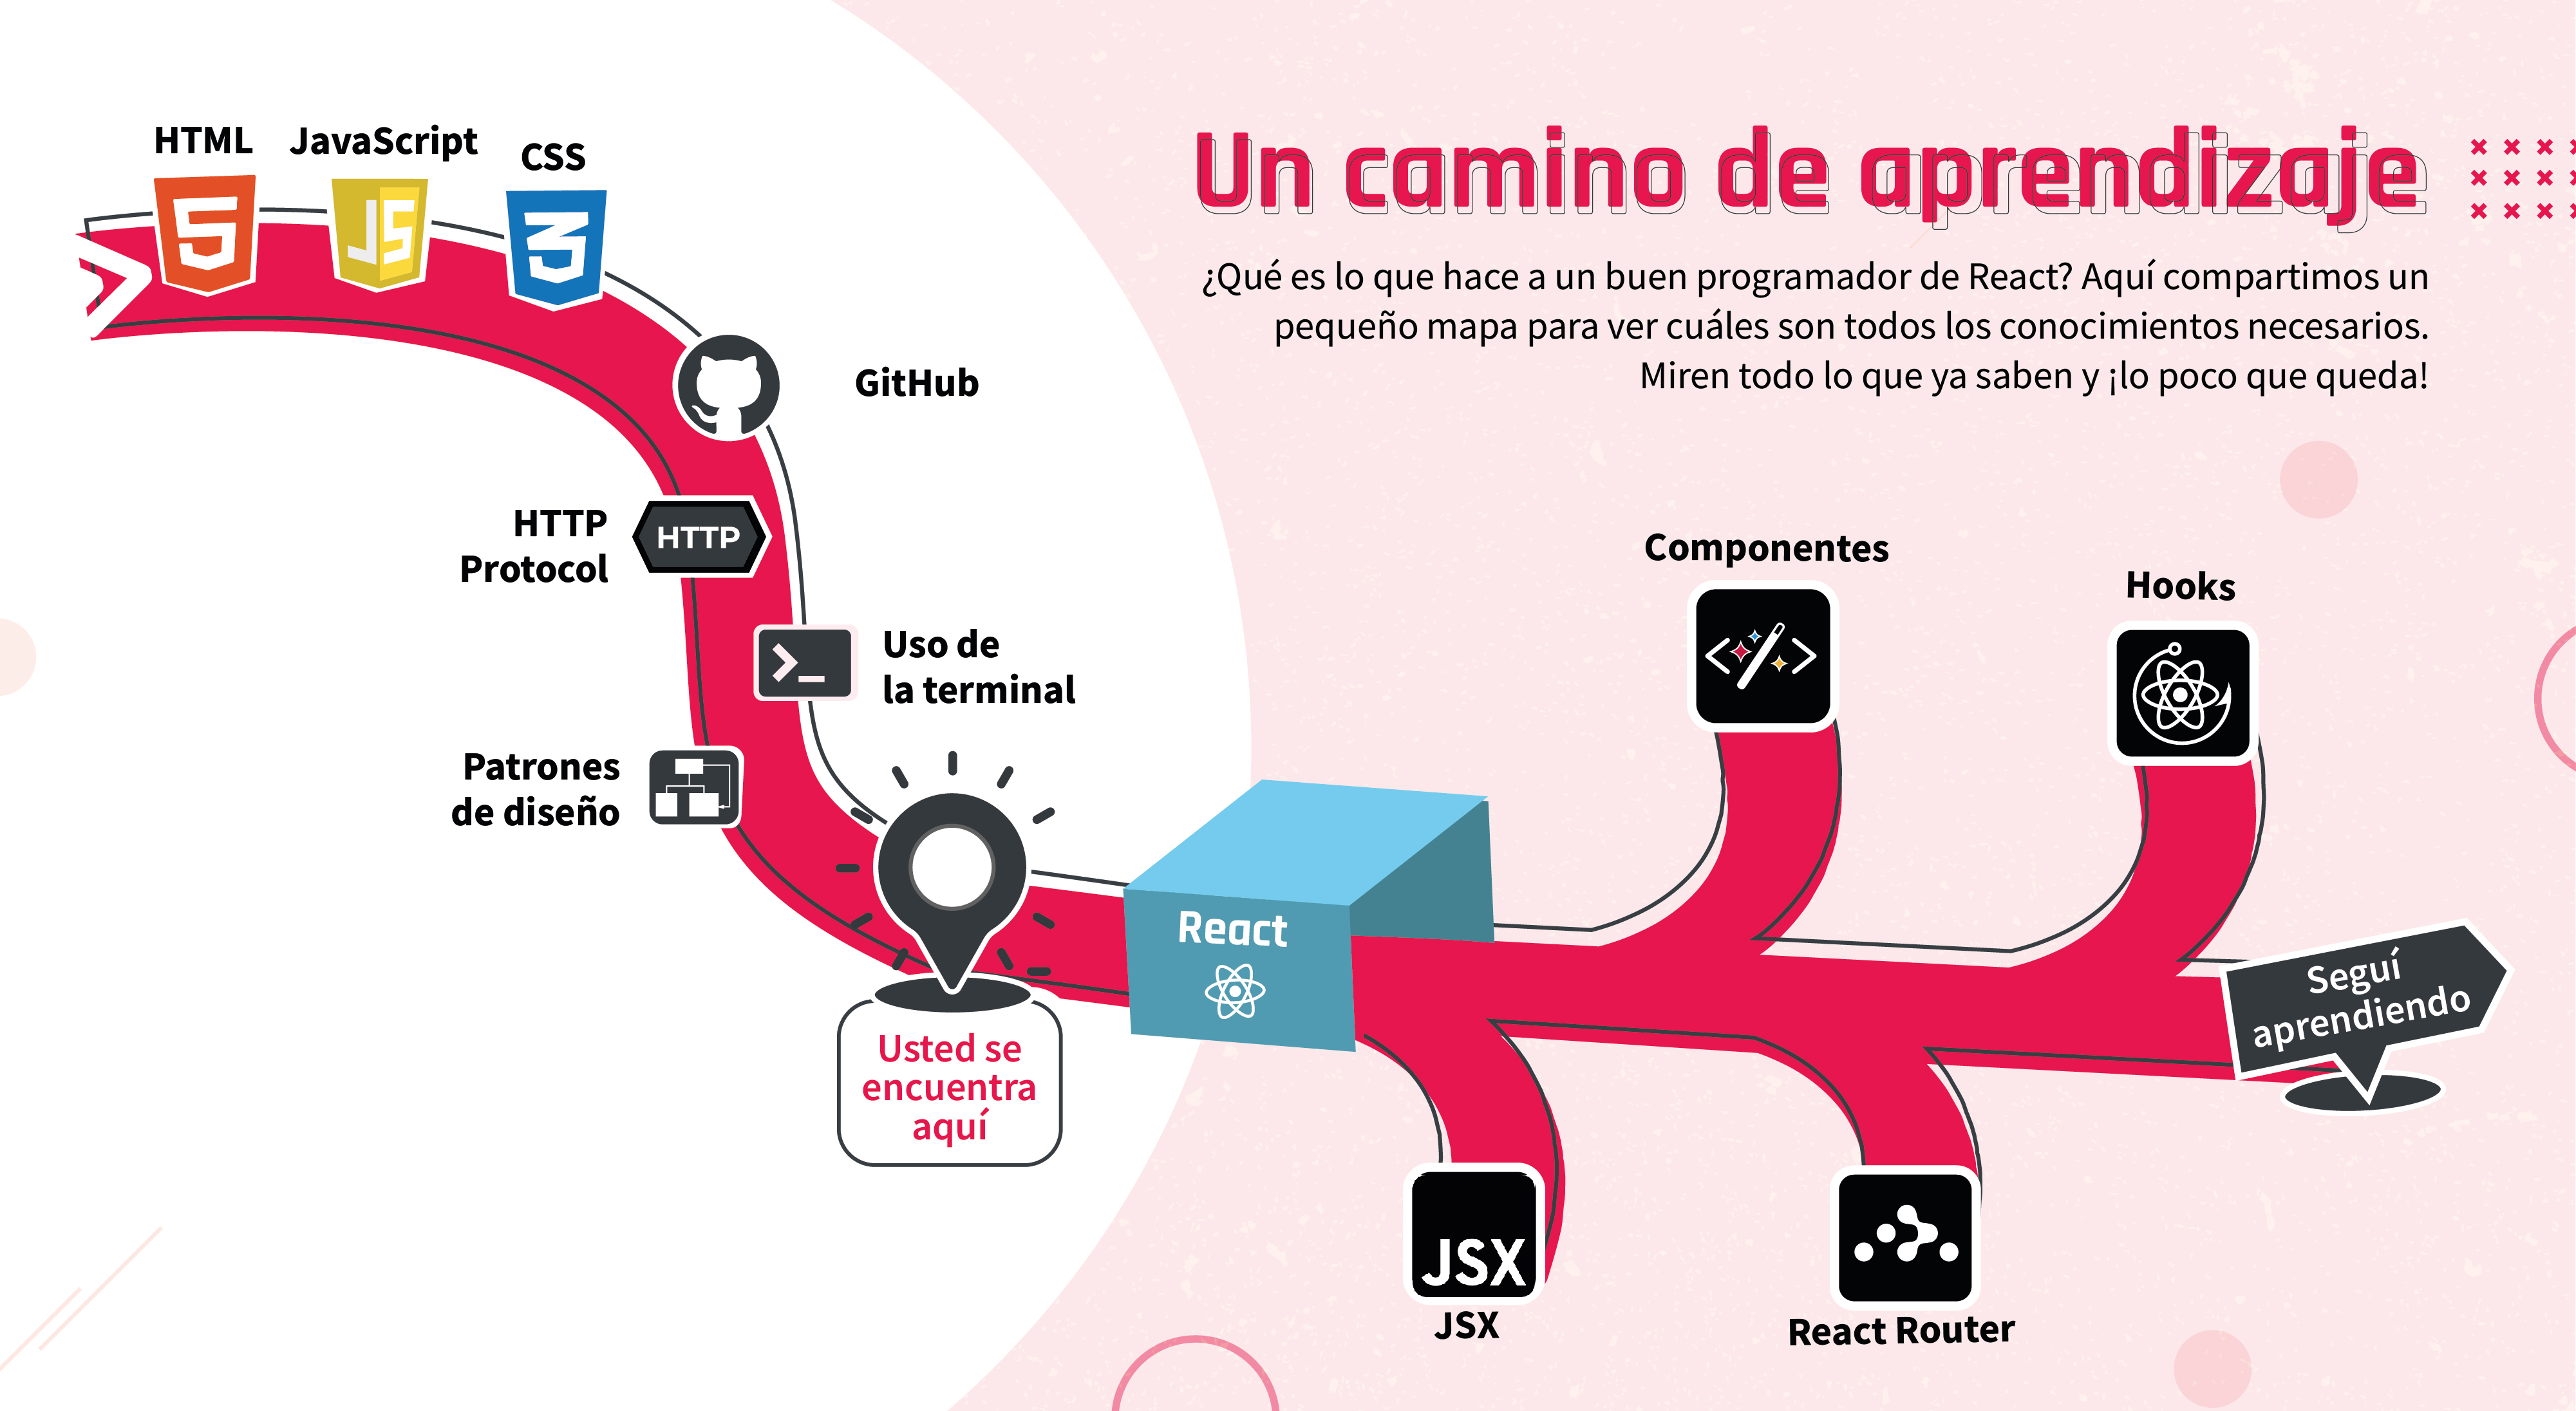 Un camino de aprendizaje
¿Qué es lo que hace a un buen programador de React? Aquí compartimos un
pequeño mapa para ver cuáles son todos los conocimientos necesarios.
Miren todo lo que ya saben y ¡lo poco que queda!
HTML
JavaScript
CSS
5
JS
3
GitHub
HTTP
Protocol
HTTP
>_
Uso de
la terminal
Patrones
de diseño
Usted se
encuentra
aquí
React
Componentes
< >
Hooks
JSX
JSX
React Router
Seguí
aprendiendo